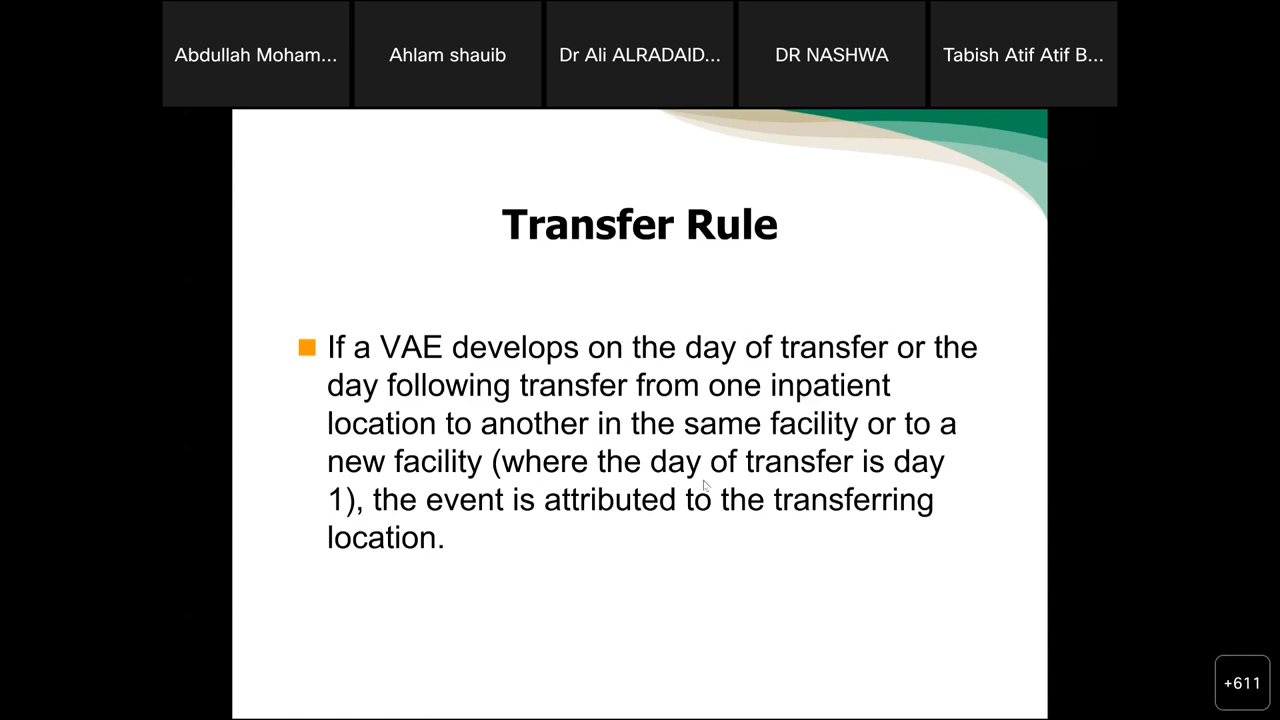 Abdullah Moham...
Ahlam shauib
Dr Ali ALRADAID...
DR NASHWA
Tabish Atif Atif B...
Transfer Rule
If a VAE develops on the day of transfer or the
day following transfer from one inpatient
location to another in the same facility or to a
new facility (where the day of transfer is day
1), the event is attributed to the transferring
location.
+611